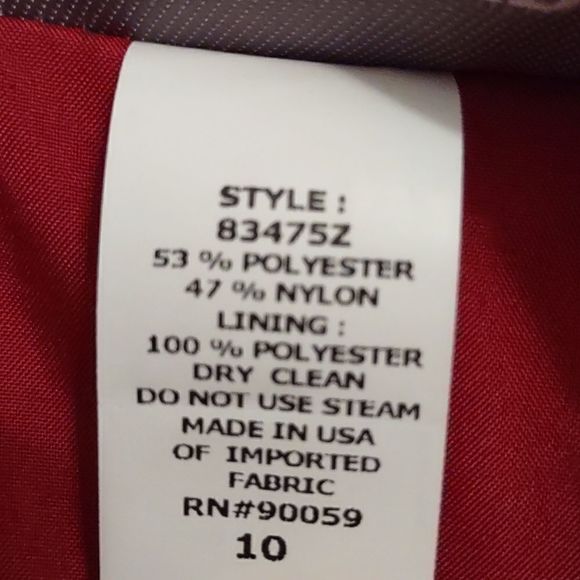 STYLE :
83475Z
53 % POLYESTER
47 % NYLON
LINING :
100 % POLYESTER
DRY CLEAN
DO NOT USE STEAM
MADE IN USA
OF IMPORTED
FABRIC
RN#90059
10